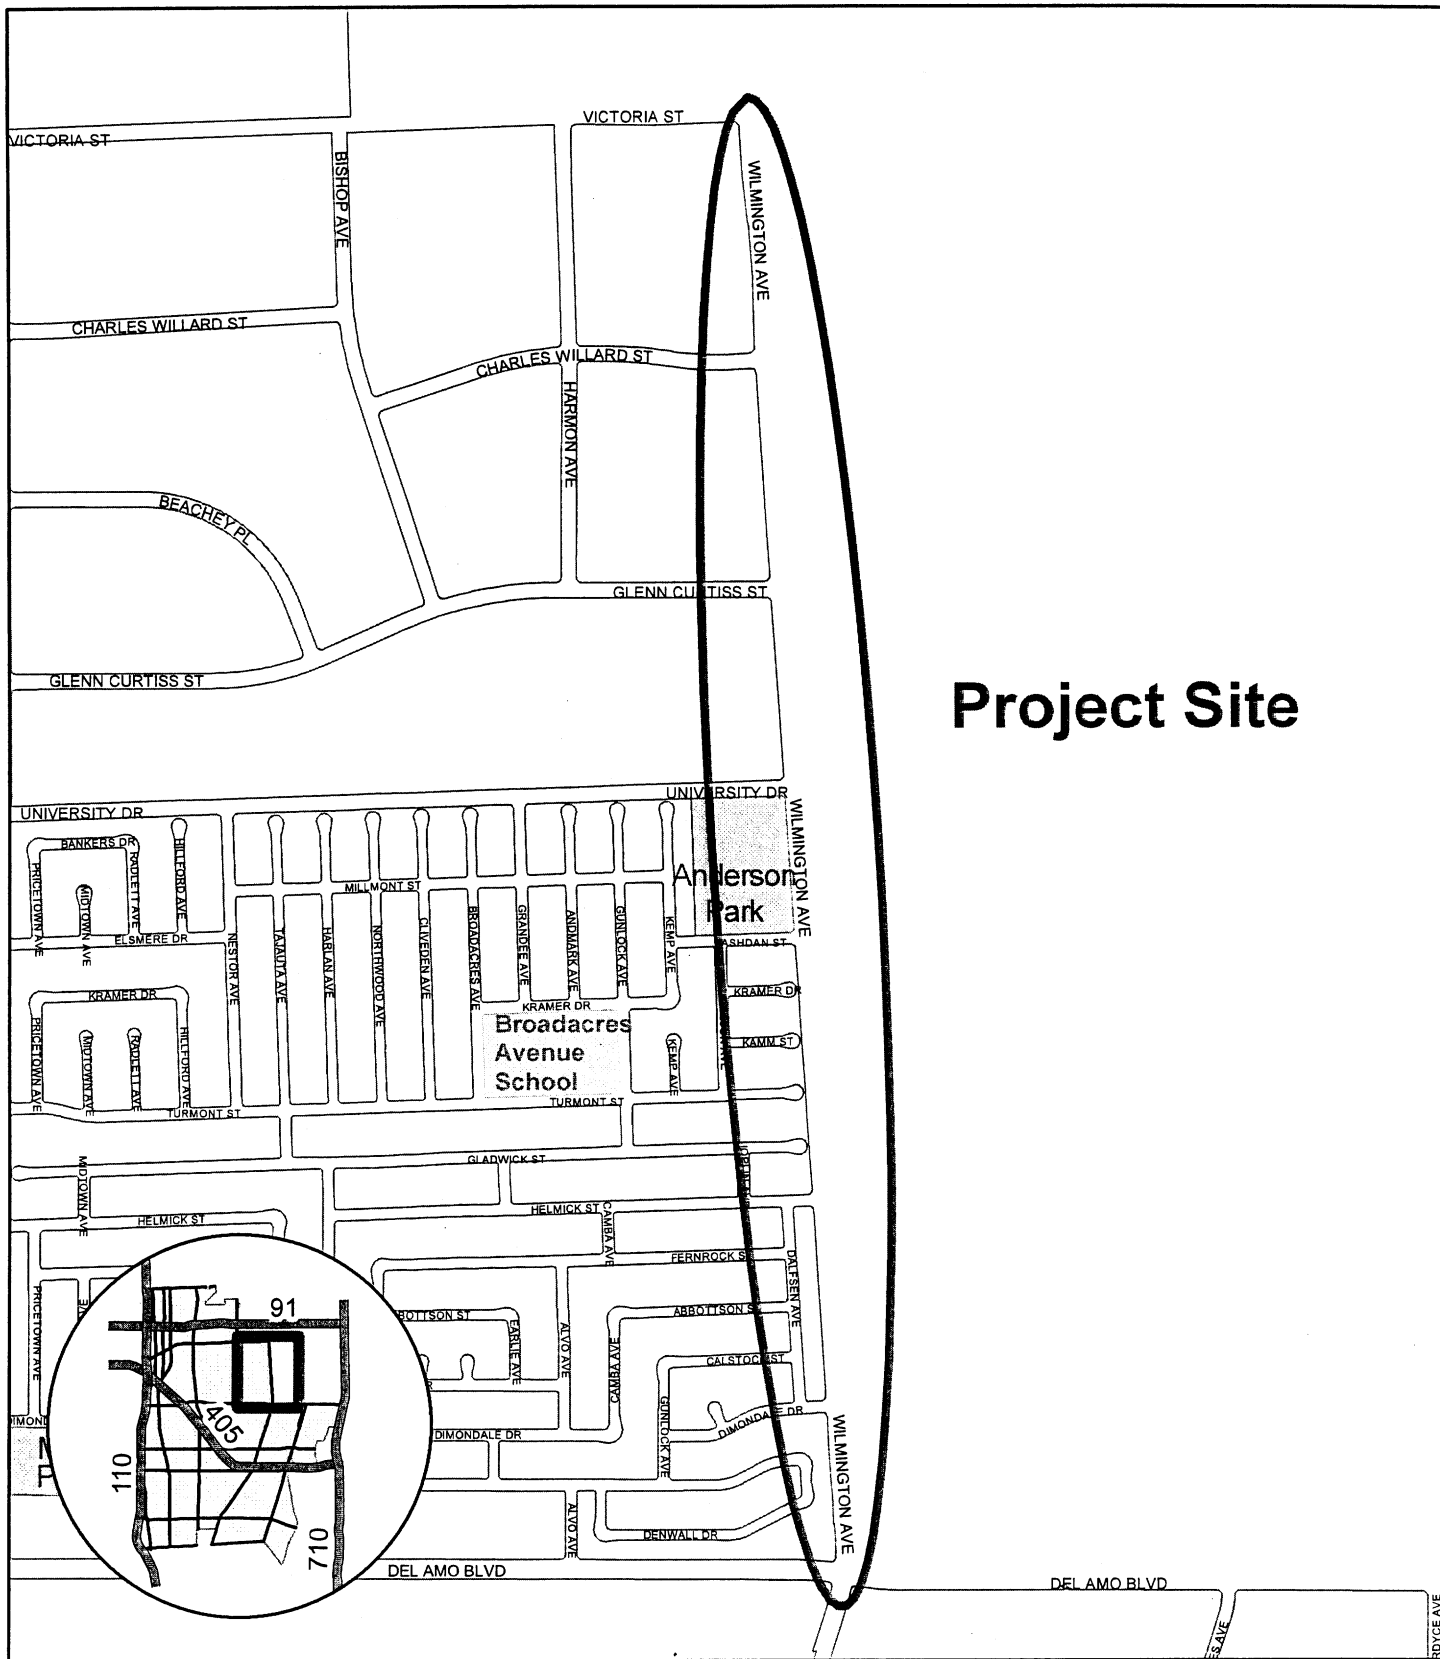 VICTORIA ST
VICTORIA ST
BISHOP AVE
WILMINGTON AVE
CHARLES WILLARD ST
CHARLES WILLARD ST
HARMON AVE
BEACHEY PL
GLENN CURTISS ST
GLENN CURTISS ST
Project Site
UNIVERSITY DR
UNIVERSITY DR
WILMINGTON AVE
BANKERS DR
PRICETOWN AVE
MIDTOWN AVE
RADLETT AVE
HILLFORD AVE
MILLMONT ST
Anderson
Park
ELSMERE DR
NESTOR AVE
TAJAUTA AVE
HARLAN AVE
NORTHWOOD AVE
CLIVEDEN AVE
BROADACRES AVE
GRANDEE AVE
ANDMARK AVE
GUNLOCK AVE
KEMP AVE
ASHDAN ST
KRAMER DR
KRAMER DR
KRAMER DR
Broadacres
Avenue
School
PRICETOWN AVE
MIDTOWN AVE
RADLETT AVE
HILLFORD AVE
KEMP AVE
KAMM ST
TURMONT ST
TURMONT ST
GLADWICK ST
MIDTOWN AVE
HELMICK ST
HELMICK ST
CAMBA AVE
FERNROCK S
DALFSEN AVE
PRICETOWN AVE
BOTTSON ST
ABBOTTSON S
EARLIE AVE
ALVO AVE
CAMBA AVE
CALSTOCK ST
GUNLOCK AVE
DIMONDALE DR
DIMONDALE DR
WILMINGTON AVE
91
405
110
710
DENWALL DR
ALVO AVE
DEL AMO BLVD
DEL AMO BLVD
ES AVE
RDYCE AVE